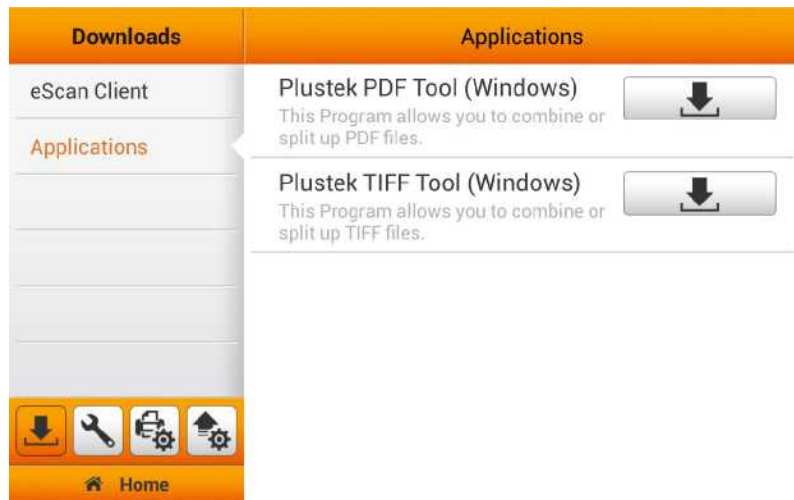 Downloads
Applications
eScan Client
Applications
Plustek PDF Tool (Windows)
This Program allows you to combine or
split up PDF files.
Plustek TIFF Tool (Windows)
This Program allows you to combine or
split up TIFF files.
Home